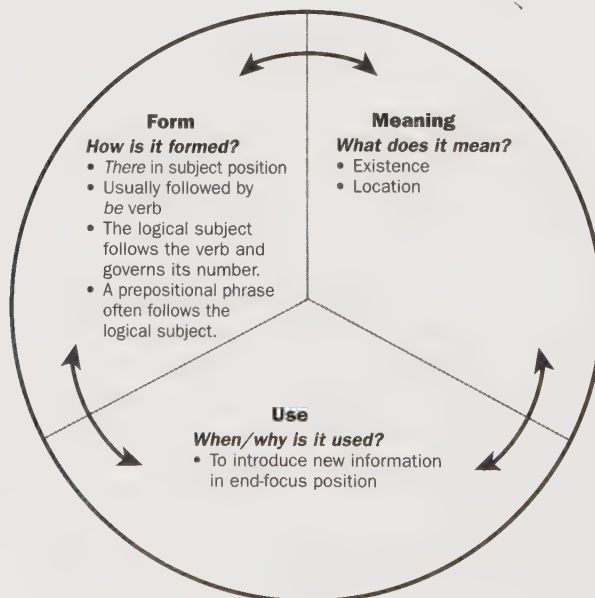 Form
How is it formed?
• There in subject position
• Usually followed by
be verb
• The logical subject
follows the verb and
governs its number.
• A prepositional phrase
often follows the
logical subject.
Meaning
What does it mean?
• Existence
• Location
Use
When/why is it used?
• To introduce new information
in end-focus position